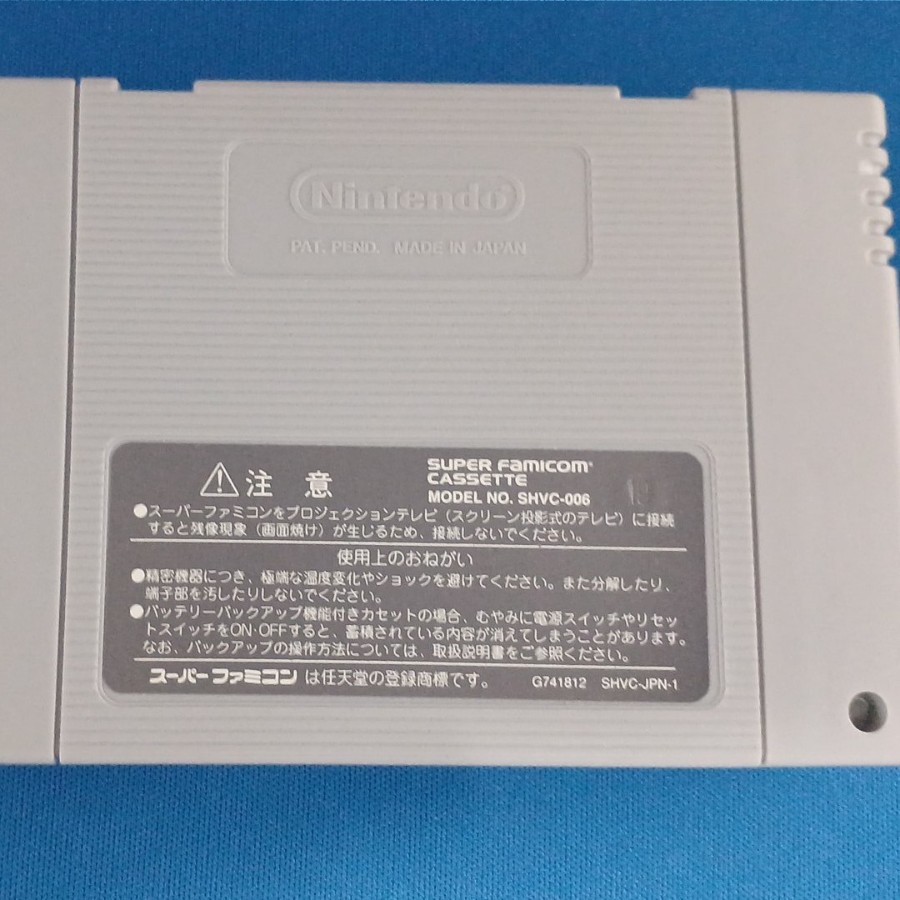 Nintendo
PAT. PEND. MADE IN JAPAN
注意
SUPER FAMICOM
CASSETTE
MODEL NO. SHVC-006
●スーパーファミコンをプロジェクションテレビ（スクリーン投影式のテレビ）に接続
すると残像現象（画面焼け）が生じるため、接続しないでください。
使用上のおねがい
●精密機器につき、極端な温度変化やショックを避けてください。また分解したり、
端子部を汚したりしないでください。
●バッテリーバックアップ機能付きカセットの場合、むやみに電源スイッチやリセッ
トスイッチをON・OFFすると、蓄積されている内容が消えてしまうことがあります。
なお、バックアップの操作方法については、取扱説明書をご参照ください。
スーパーファミコンは任天堂の登録商標です。 G741812 SHVC-JPN-1